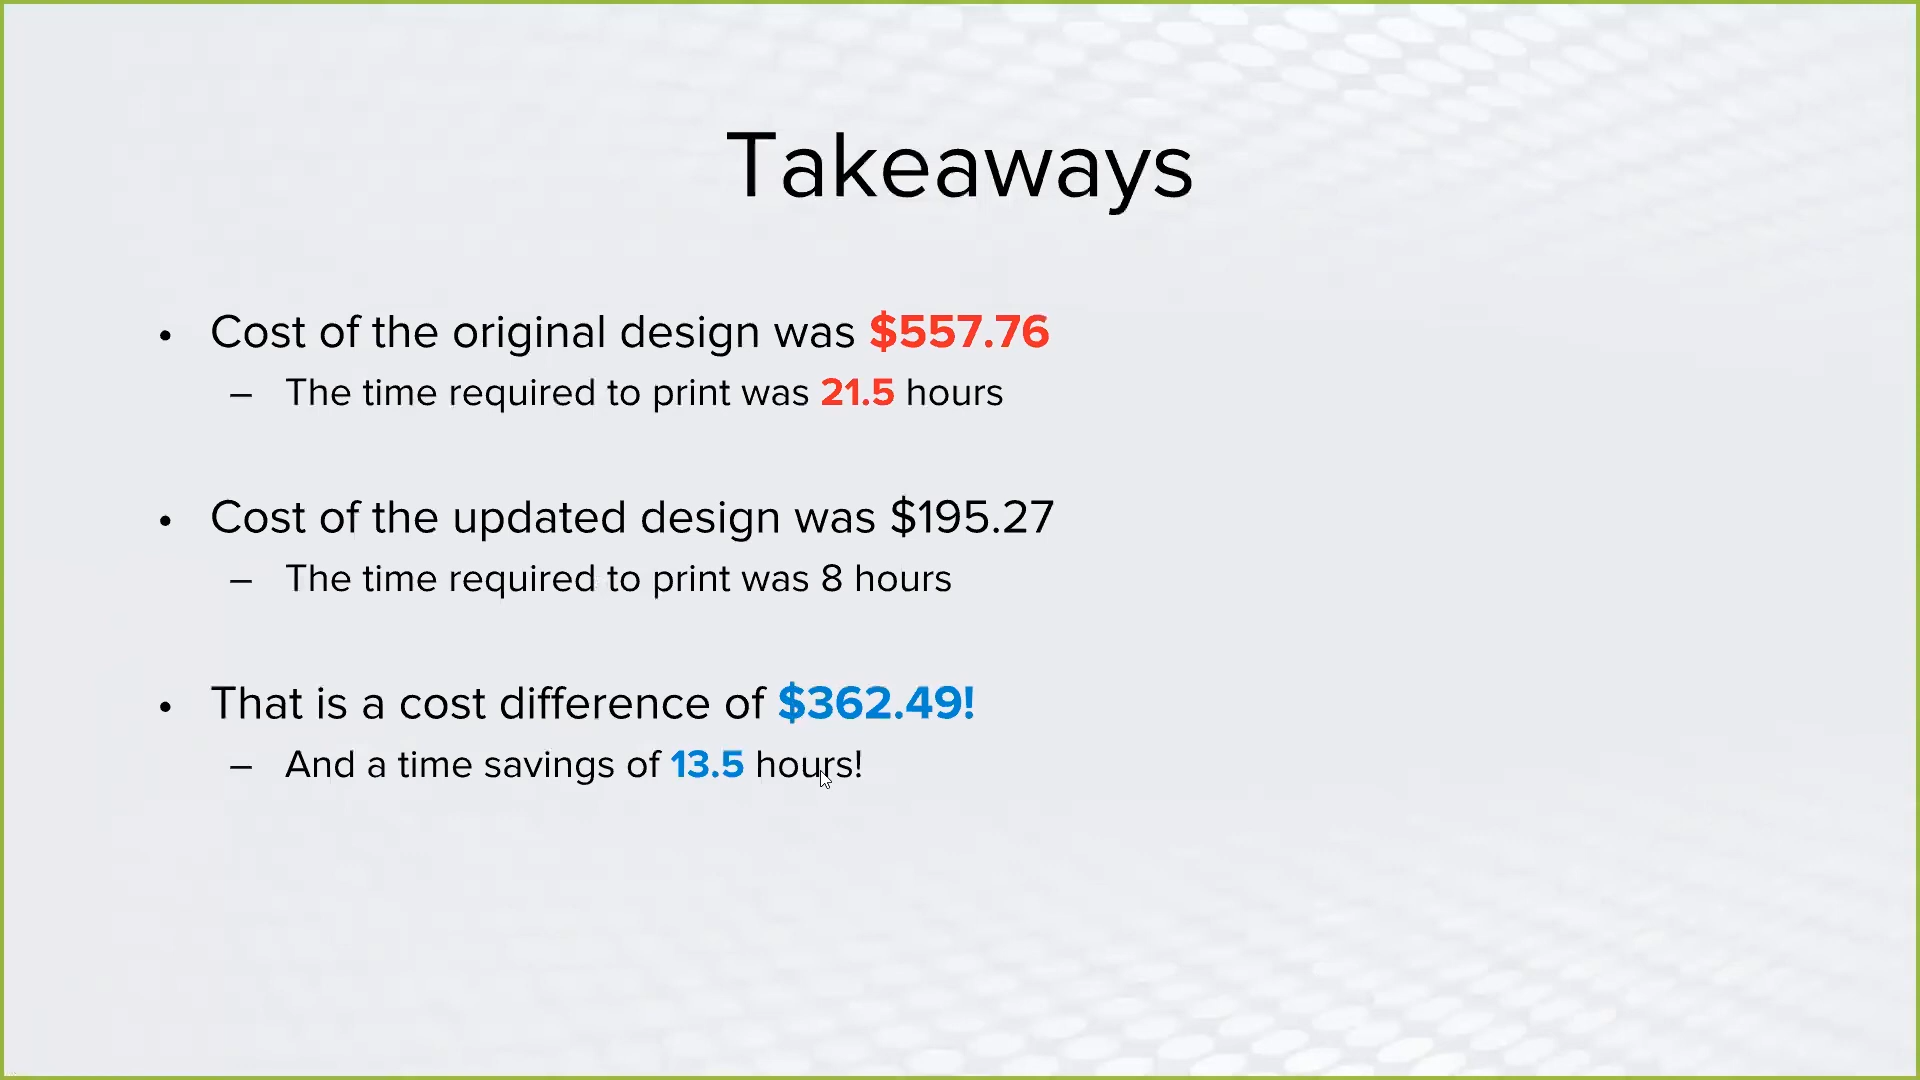 Takeaways
• Cost of the original design was $557.76
– The time required to print was 21.5 hours
• Cost of the updated design was $195.27
– The time required to print was 8 hours
• That is a cost difference of $362.49!
– And a time savings of 13.5 hours!